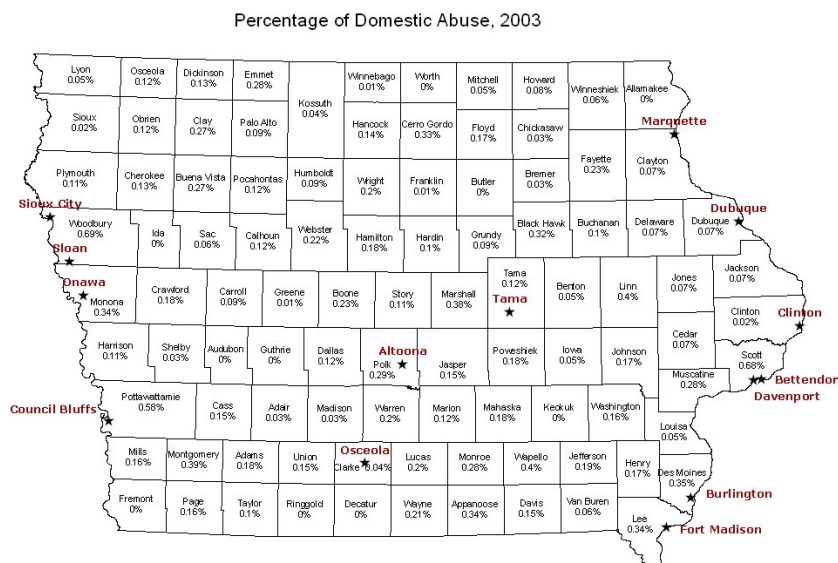 Percentage of Domestic Abuse, 2003
Lyon
0.05%
Osceola
0.12%
Dickinson
0.13%
Emmet
0.28%
Kossuth
0.04%
Winnebago
0.01%
Worth
0%
Mitchell
0.05%
Howard
0.08%
Winneshiek
0.06%
Allamakee
0%
Marquette
Sioux
0.02%
Obrien
0.12%
Clay
0.27%
Palo Alto
0.09%
Hancock
0.14%
Cerro Gordo
0.33%
Floyd
0.17%
Chickasaw
0.03%
Fayette
0.23%
Clayton
0.07%
Plymouth
0.11%
Cherokee
0.13%
Buena Vista
0.27%
Pocahontas
0.12%
Humboldt
0.09%
Wright
0.2%
Franklin
0.01%
Butler
0%
Bremer
0.03%
Sioux City
Woodbury
0.69%
Ida
0%
Sac
0.06%
Calhoun
0.12%
Webster
0.22%
Hamilton
0.18%
Hardin
0.1%
Grundy
0.09%
Black Hawk
0.32%
Buchanan
0.1%
Delaware
0.07%
Dubuque
Dubuque
0.07%
Sloan
Onawa
Monona
0.34%
Crawford
0.18%
Carroll
0.09%
Greene
0.01%
Boone
0.23%
Story
0.11%
Marshall
0.38%
Tama
0.12%
Tama
Benton
0.05%
Linn
0.4%
Jones
0.07%
Jackson
0.07%
Clinton
0.02%
Clinton
Harrison
0.11%
Shelby
0.03%
Audubon
0%
Guthrie
0%
Dallas
0.12%
Altoona
Polk
0.29%
Jasper
0.15%
Poweshiek
0.18%
Iowa
0.05%
Johnson
0.17%
Cedar
0.07%
Scott
0.68%
Muscatine
0.28%
Bettendorf
Davenport
Pottawattamie
0.58%
Council Bluffs
Cass
0.15%
Adair
0.03%
Madison
0.03%
Warren
0.2%
Marion
0.12%
Mahaska
0.18%
Keokuk
0%
Washington
0.16%
Louisa
0.05%
Mills
0.16%
Montgomery
0.39%
Adams
0.18%
Union
0.15%
Osceola
Clarke 0.04%
Lucas
0.2%
Monroe
0.28%
Wapello
0.4%
Jefferson
0.19%
Henry
0.17%
Des Moines
0.35%
Burlington
Fremont
0%
Page
0.16%
Taylor
0.1%
Ringgold
0%
Decatur
0%
Wayne
0.21%
Appanoose
0.34%
Davis
0.15%
Van Buren
0.06%
Lee
0.34%
Fort Madison